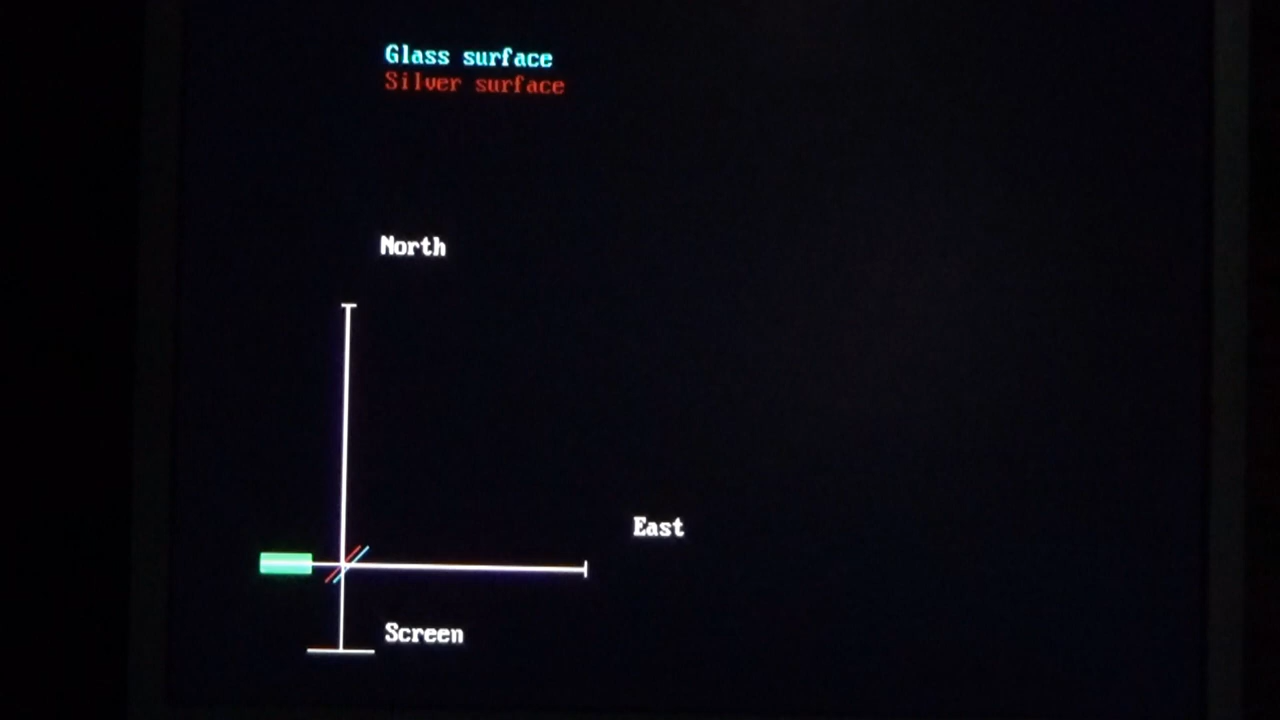 Glass surface
Silver surface
North
East
Screen